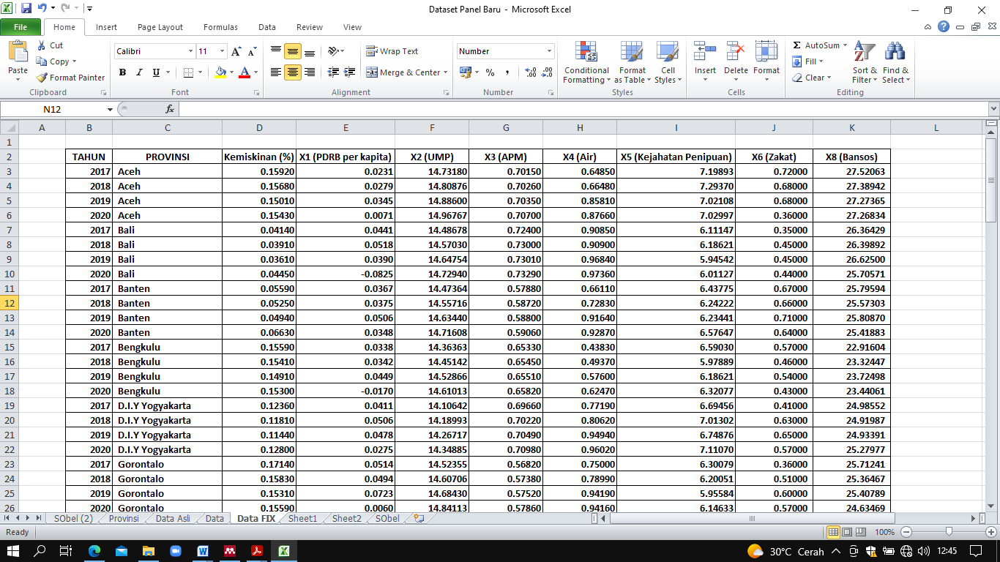 Dataset Panel Baru - Microsoft Excel
File Home Insert Page Layout Formulas Data Review View
Paste
Cut
Copy
Format Painter
Clipboard
Calibri 11
B I U
Font
Wrap Text
Merge & Center
Alignment
Number
Number
Conditional Formatting
Format as Table
Cell Styles
Styles
Insert Delete Format
Cells
Σ AutoSum
Fill
Clear
Sort & Filter
Find & Select
Editing
N12 fx
A B C D E F G H I J K L
1
2 TAHUN PROVINSI Kemiskinan (%) X1 (PDRB per kapita) X2 (UMP) X3 (APM) X4 (Air) X5 (Kejahatan Penipuan) X6 (Zakat) X8 (Bansos)
3 2017 Aceh 0.15920 0.0231 14.73180 0.70150 0.64850 7.19893 0.72000 27.52063
4 2018 Aceh 0.15680 0.0279 14.80876 0.70260 0.66480 7.29370 0.68000 27.38942
5 2019 Aceh 0.15010 0.0345 14.88600 0.70350 0.85810 7.02108 0.68000 27.27365
6 2020 Aceh 0.15430 0.0071 14.96767 0.70700 0.87660 7.02997 0.36000 27.26834
7 2017 Bali 0.04140 0.0441 14.48678 0.72400 0.90850 6.11147 0.35000 26.36429
8 2018 Bali 0.03910 0.0518 14.57030 0.73000 0.90900 6.18621 0.45000 26.39892
9 2019 Bali 0.03610 0.0390 14.64754 0.73010 0.96840 5.94542 0.45000 26.62500
10 2020 Bali 0.04450 -0.0825 14.72940 0.73290 0.97360 6.01127 0.44000 25.70571
11 2017 Banten 0.05590 0.0367 14.47364 0.57880 0.66110 6.43775 0.67000 25.79594
12 2018 Banten 0.05250 0.0375 14.55716 0.58720 0.72830 6.24222 0.66000 25.57303
13 2019 Banten 0.04940 0.0506 14.63440 0.58800 0.91640 6.23441 0.71000 25.80870
14 2020 Banten 0.06630 0.0348 14.71608 0.59060 0.92870 6.57647 0.64000 25.41883
15 2017 Bengkulu 0.15590 0.0338 14.36363 0.65330 0.43830 6.59030 0.57000 22.91604
16 2018 Bengkulu 0.15410 0.0342 14.45142 0.65450 0.49370 5.97889 0.46000 23.32447
17 2019 Bengkulu 0.14910 0.0449 14.52866 0.65510 0.57600 6.18621 0.54000 23.72498
18 2020 Bengkulu 0.15300 -0.0170 14.61013 0.65820 0.62470 6.32077 0.43000 23.44061
19 2017 D.I.Y Yogyakarta 0.12360 0.0411 14.10642 0.69660 0.77190 6.69456 0.41000 24.98552
20 2018 D.I.Y Yogyakarta 0.11810 0.0506 14.18993 0.70220 0.80620 7.01302 0.63000 24.91987
21 2019 D.I.Y Yogyakarta 0.11440 0.0478 14.26717 0.70490 0.94940 6.74876 0.65000 24.93391
22 2020 D.I.Y Yogyakarta 0.12800 0.0275 14.34885 0.70980 0.96020 7.11070 0.57000 25.27977
23 2017 Gorontalo 0.17140 0.0514 14.52355 0.56820 0.75000 6.30079 0.36000 25.71241
24 2018 Gorontalo 0.15830 0.0494 14.60706 0.57380 0.78990 6.20051 0.51000 25.36467
25 2019 Gorontalo 0.15310 0.0723 14.68430 0.57520 0.94190 5.95584 0.60000 25.40789
26 2020 Gorontalo 0.15590 0.0060 14.84113 0.57860 0.94160 6.14633 0.57000 24.63469
SObel (2) Provinsi Data Asli Data Data FIX Sheet1 Sheet2 SObel
Ready 100%
30°C Cerah 12:45